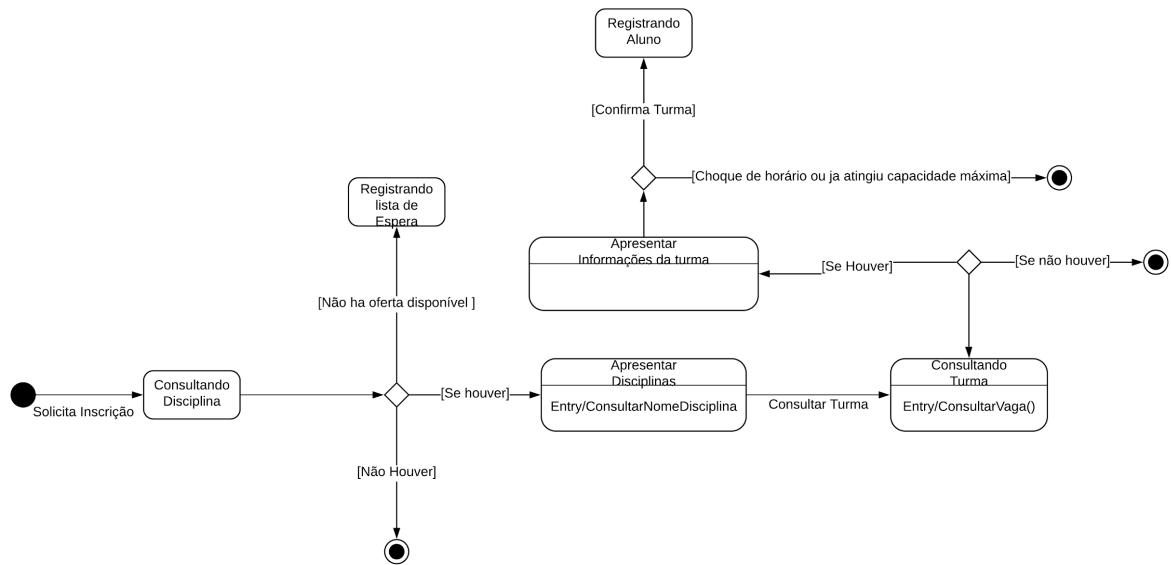 Registrando
Aluno
[Confirma Turma]
[Choque de horário ou ja atingiu capacidade máxima]
Registrando
lista de
Espera
Apresentar
Informações da turma
[Se Houver]
[Se não houver]
[Não ha oferta disponível ]
Consultando
Disciplina
Solicita Inscrição
[Se houver]
Apresentar
Disciplinas
Entry/ConsultarNomeDisciplina
Consultar Turma
Consultando
Turma
Entry/ConsultarVaga()
[Não Houver]